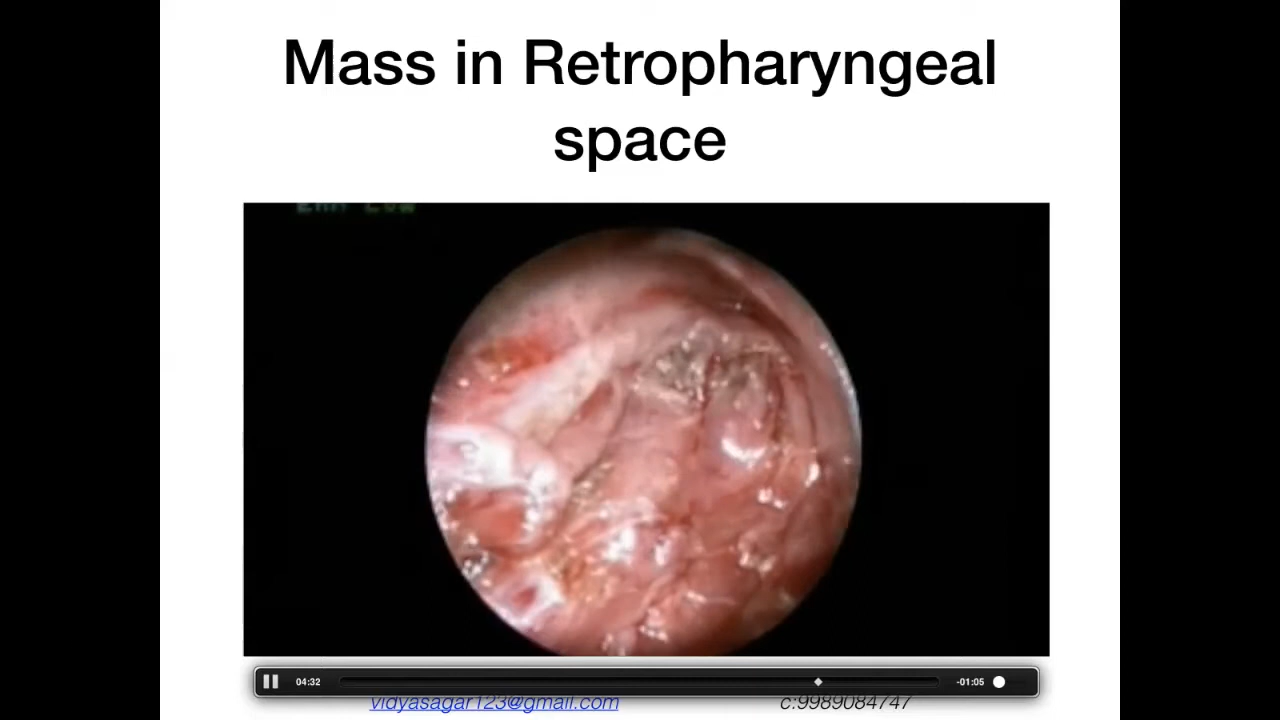 Mass in Retropharyngeal
space
04:32
-01:05
vidyasagar123@gmail.com
c:9989084747